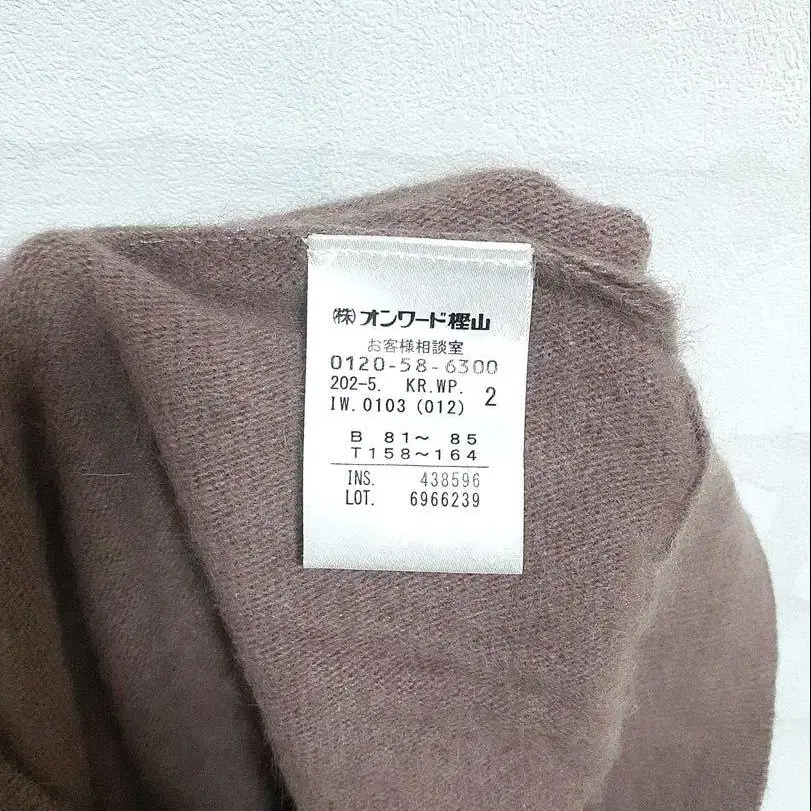 ㈱オンワード樫山
お客様相談室
0120-58-6300
202-5. KR.WP. 2
IW.0103 (012)
B 81～ 85
T158～164
INS. 438596
LOT. 6966239